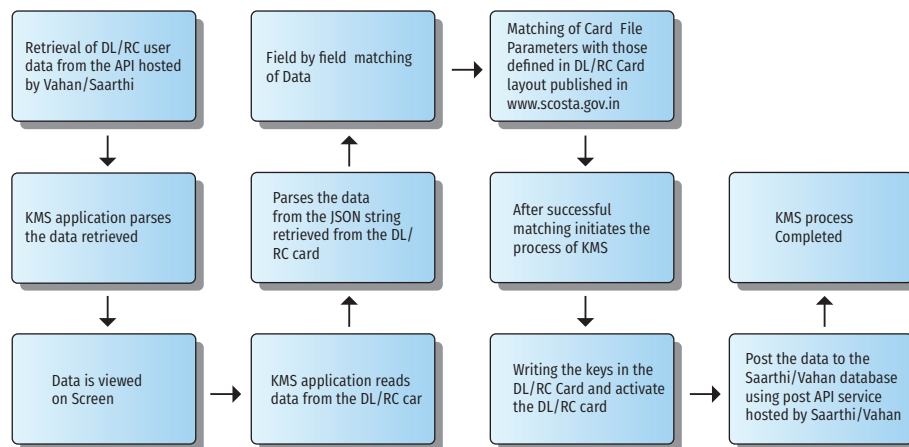 Retrieval of DL/RC user
data from the API hosted
by Vahan/Saarthi
KMS application parses
the data retrieved
Data is viewed
on Screen
KMS application reads
data from the DL/RC car
Parses the data
from the JSON string
retrieved from the DL/
RC card
Field by field matching
of Data
Matching of Card File
Parameters with those
defined in DL/RC Card
layout published in
www.scosta.gov.in
After successful
matching initiates the
process of KMS
Writing the keys in the
DL/RC Card and activate
the DL/RC card
Post the data to the
Saarthi/Vahan database
using post API service
hosted by Saarthi/Vahan
KMS process
Completed